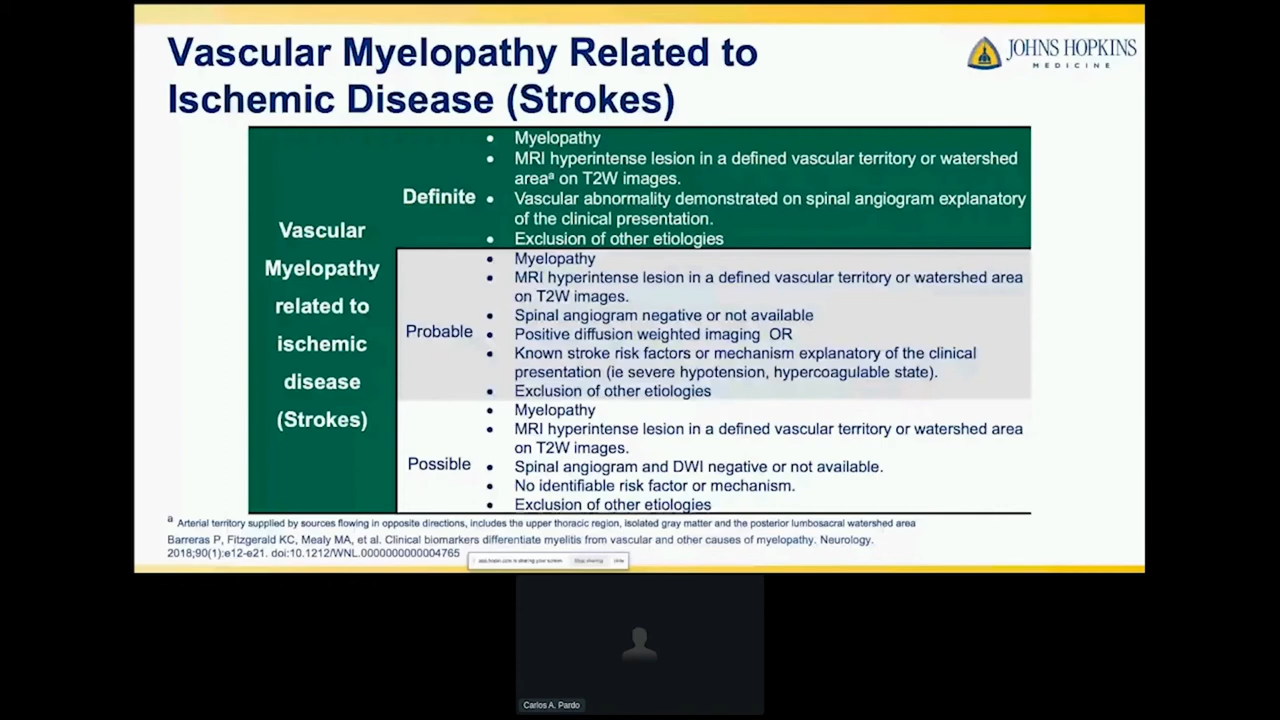 Vascular Myelopathy Related to
Ischemic Disease (Strokes)
JOHNS HOPKINS
MEDICINE
Vascular
Myelopathy
related to
ischemic
disease
(Strokes)
Definite
• Myelopathy
• MRI hyperintense lesion in a defined vascular territory or watershed
areaᵃ on T2W images.
• Vascular abnormality demonstrated on spinal angiogram explanatory
of the clinical presentation.
• Exclusion of other etiologies
Probable
• Myelopathy
• MRI hyperintense lesion in a defined vascular territory or watershed area
on T2W images.
• Spinal angiogram negative or not available
• Positive diffusion weighted imaging OR
• Known stroke risk factors or mechanism explanatory of the clinical
presentation (ie severe hypotension, hypercoagulable state).
• Exclusion of other etiologies
Possible
• Myelopathy
• MRI hyperintense lesion in a defined vascular territory or watershed area
on T2W images.
• Spinal angiogram and DWI negative or not available.
• No identifiable risk factor or mechanism.
• Exclusion of other etiologies
ᵃ Arterial territory supplied by sources flowing in opposite directions, includes the upper thoracic region, isolated gray matter and the posterior lumbosacral watershed area
Barreras P, Fitzgerald KC, Mealy MA, et al. Clinical biomarkers differentiate myelitis from vascular and other causes of myelopathy. Neurology.
2018;90(1):e12-e21. doi:10.1212/WNL.0000000000004765
is sharing your screen. Stop sharing Hide
Carlos A. Pardo